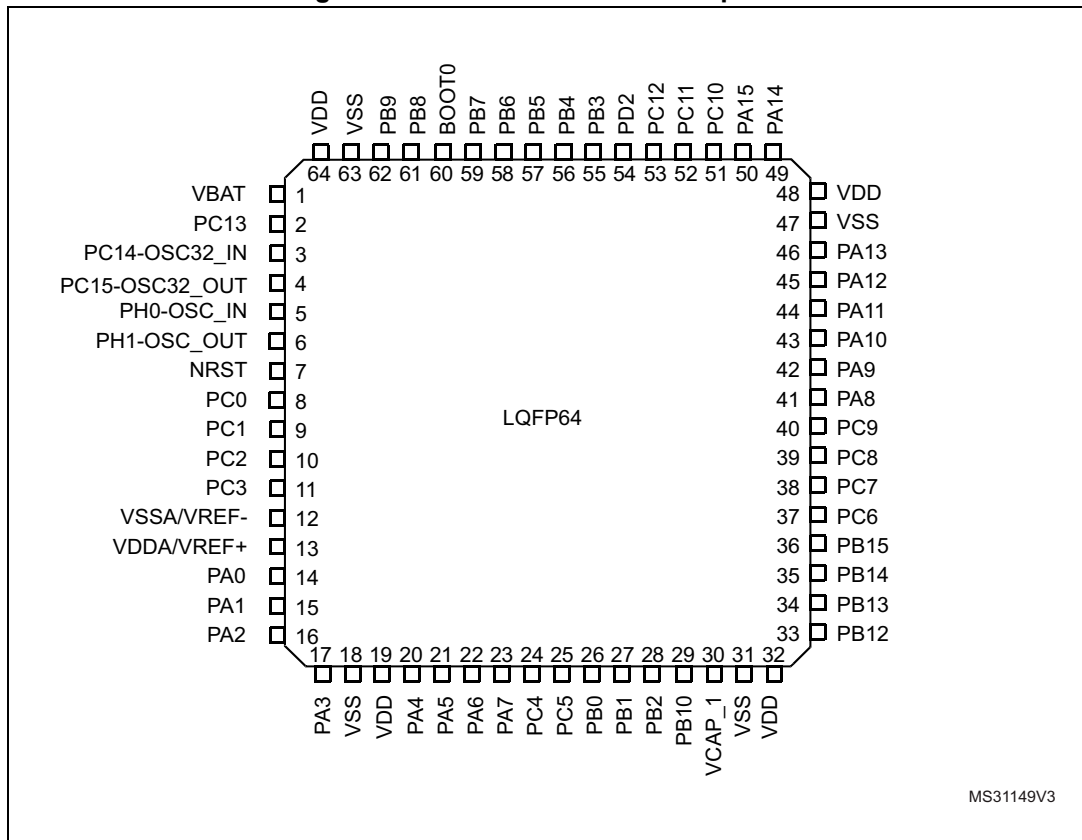 VDD VSS PB9 PB8 BOOT0 PB7 PB6 PB5 PB4 PB3 PD2 PC12 PC11 PC10 PA15 PA14
64 63 62 61 60 59 58 57 56 55 54 53 52 51 50 49
VBAT 1 48 VDD
PC13 2 47 VSS
PC14-OSC32_IN 3 46 PA13
PC15-OSC32_OUT 4 45 PA12
PH0-OSC_IN 5 44 PA11
PH1-OSC_OUT 6 43 PA10
NRST 7 42 PA9
PC0 8 41 PA8
PC1 9 40 PC9
LQFP64
PC2 10 39 PC8
PC3 11 38 PC7
VSSA/VREF- 12 37 PC6
VDDA/VREF+ 13 36 PB15
PA0 14 35 PB14
PA1 15 34 PB13
PA2 16 33 PB12
17 18 19 20 21 22 23 24 25 26 27 28 29 30 31 32
PA3 VSS VDD PA4 PA5 PA6 PA7 PC4 PC5 PB0 PB1 PB2 PB10 VCAP_1 VSS VDD
MS31149V3